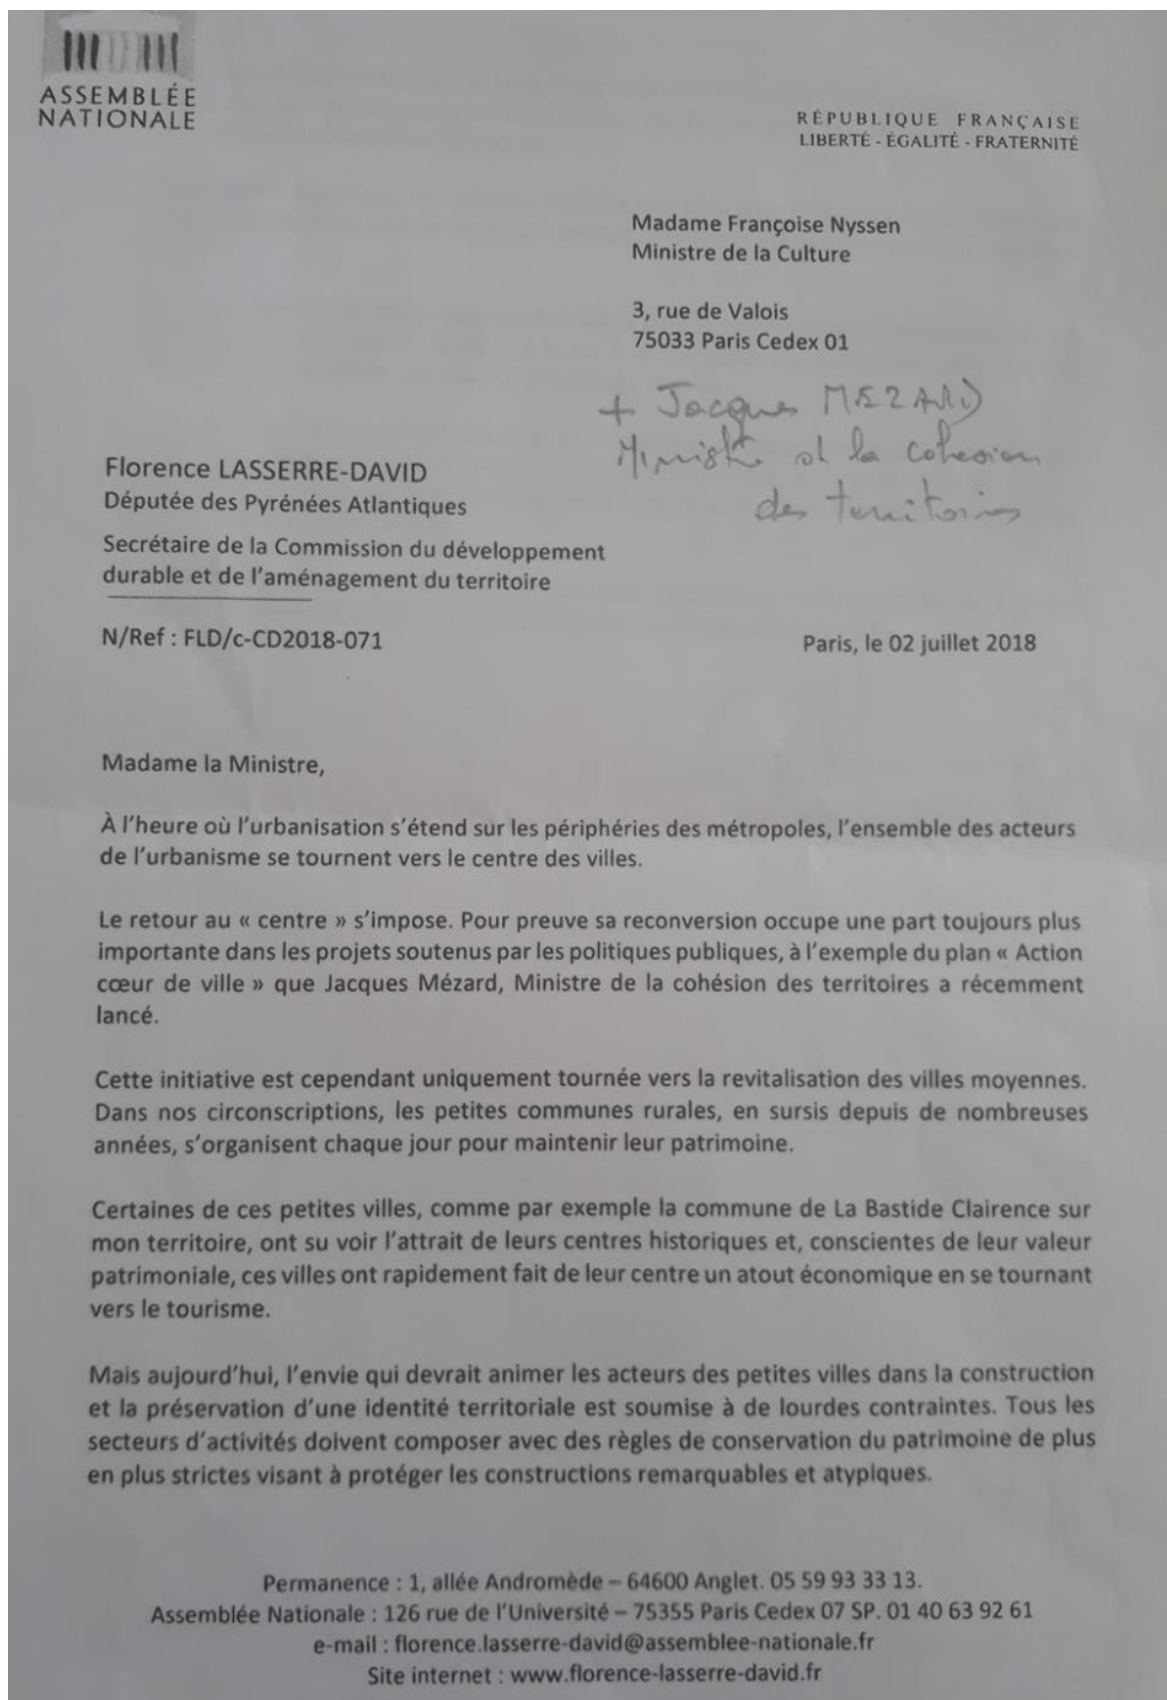 ASSEMBLÉE
NATIONALE
RÉPUBLIQUE FRANÇAISE
LIBERTÉ - ÉGALITÉ - FRATERNITÉ
Madame Françoise Nyssen
Ministre de la Culture
3, rue de Valois
75033 Paris Cedex 01
+ Jacques MEZARD
Ministre de la cohesion
des territoires
Florence LASSERRE-DAVID
Députée des Pyrénées Atlantiques
Secrétaire de la Commission du développement
durable et de l'aménagement du territoire
N/Ref : FLD/c-CD2018-071
Paris, le 02 juillet 2018
Madame la Ministre,
À l'heure où l'urbanisation s'étend sur les périphéries des métropoles, l'ensemble des acteurs
de l'urbanisme se tournent vers le centre des villes.
Le retour au « centre » s'impose. Pour preuve sa reconversion occupe une part toujours plus
importante dans les projets soutenus par les politiques publiques, à l'exemple du plan « Action
cœur de ville » que Jacques Mézard, Ministre de la cohésion des territoires a récemment
lancé.
Cette initiative est cependant uniquement tournée vers la revitalisation des villes moyennes.
Dans nos circonscriptions, les petites communes rurales, en sursis depuis de nombreuses
années, s'organisent chaque jour pour maintenir leur patrimoine.
Certaines de ces petites villes, comme par exemple la commune de La Bastide Clairence sur
mon territoire, ont su voir l'attrait de leurs centres historiques et, conscientes de leur valeur
patrimoniale, ces villes ont rapidement fait de leur centre un atout économique en se tournant
vers le tourisme.
Mais aujourd'hui, l'envie qui devrait animer les acteurs des petites villes dans la construction
et la préservation d'une identité territoriale est soumise à de lourdes contraintes. Tous les
secteurs d'activités doivent composer avec des règles de conservation du patrimoine de plus
en plus strictes visant à protéger les constructions remarquables et atypiques.
Permanence : 1, allée Andromède – 64600 Anglet. 05 59 93 33 13.
Assemblée Nationale : 126 rue de l'Université – 75355 Paris Cedex 07 SP. 01 40 63 92 61
e-mail : florence.lasserre-david@assemblee-nationale.fr
Site internet : www.florence-lasserre-david.fr